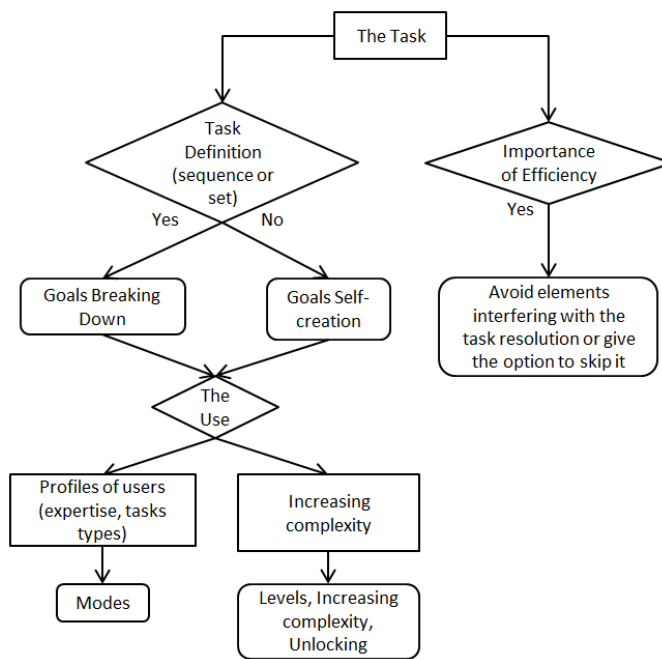 The Task
Task
Definition
(sequence or
set)
Importance
of Efficiency
Yes
No
Yes
Goals Breaking
Down
Goals Self-
creation
Avoid elements
interfering with the
task resolution or give
the option to skip it
The
Use
Profiles of users
(expertise, tasks
types)
Increasing
complexity
Modes
Levels, Increasing
complexity,
Unlocking